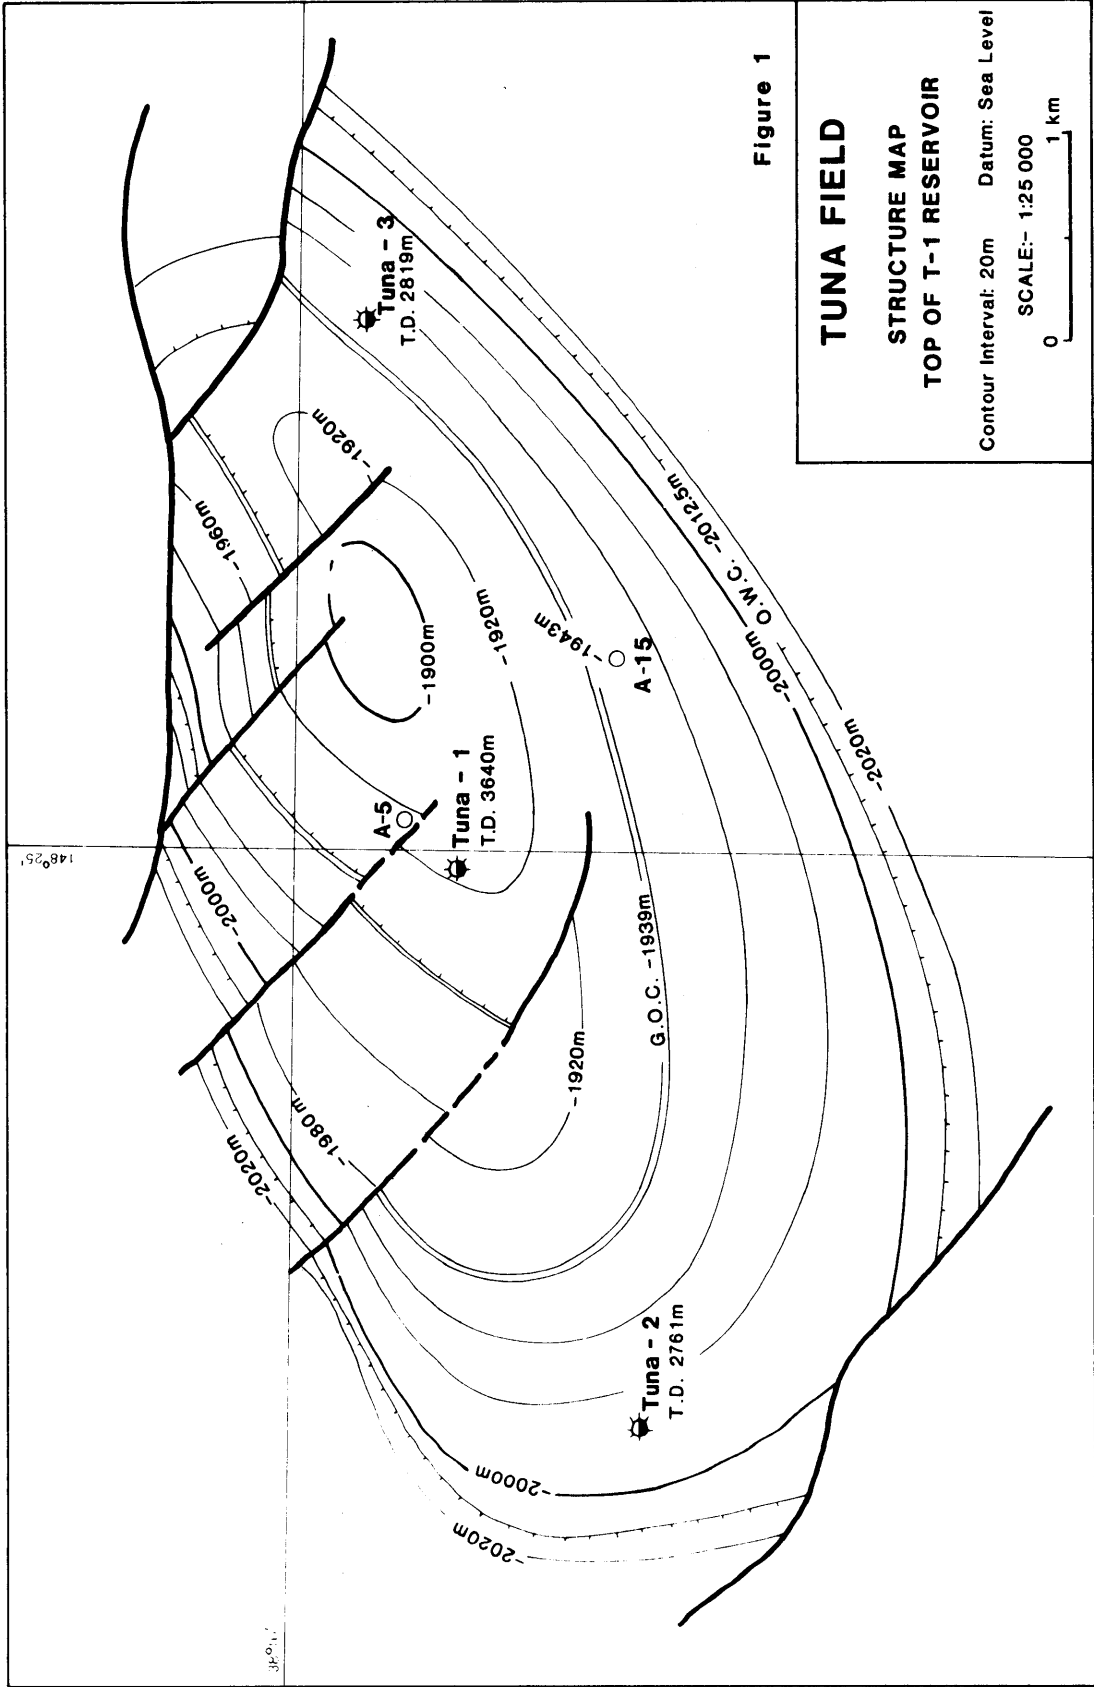 Figure 1
TUNA FIELD
STRUCTURE MAP
TOP OF T-1 RESERVOIR
Contour Interval: 20m Datum: Sea Level
SCALE:- 1:25 000
0 1 km
148°25'
-2000m
-1960m
-1920m
Tuna - 3
T.D. 2819m
-2020m
-1980m
A-5
Tuna - 1
T.D. 3640m
-1900m
-1920m
-1943m
A-15
-1920m
G.O.C. -1939m
-2000m O.W.C. -2012.5m
-2020m
Tuna - 2
T.D. 2761m
-2000m
-2020m